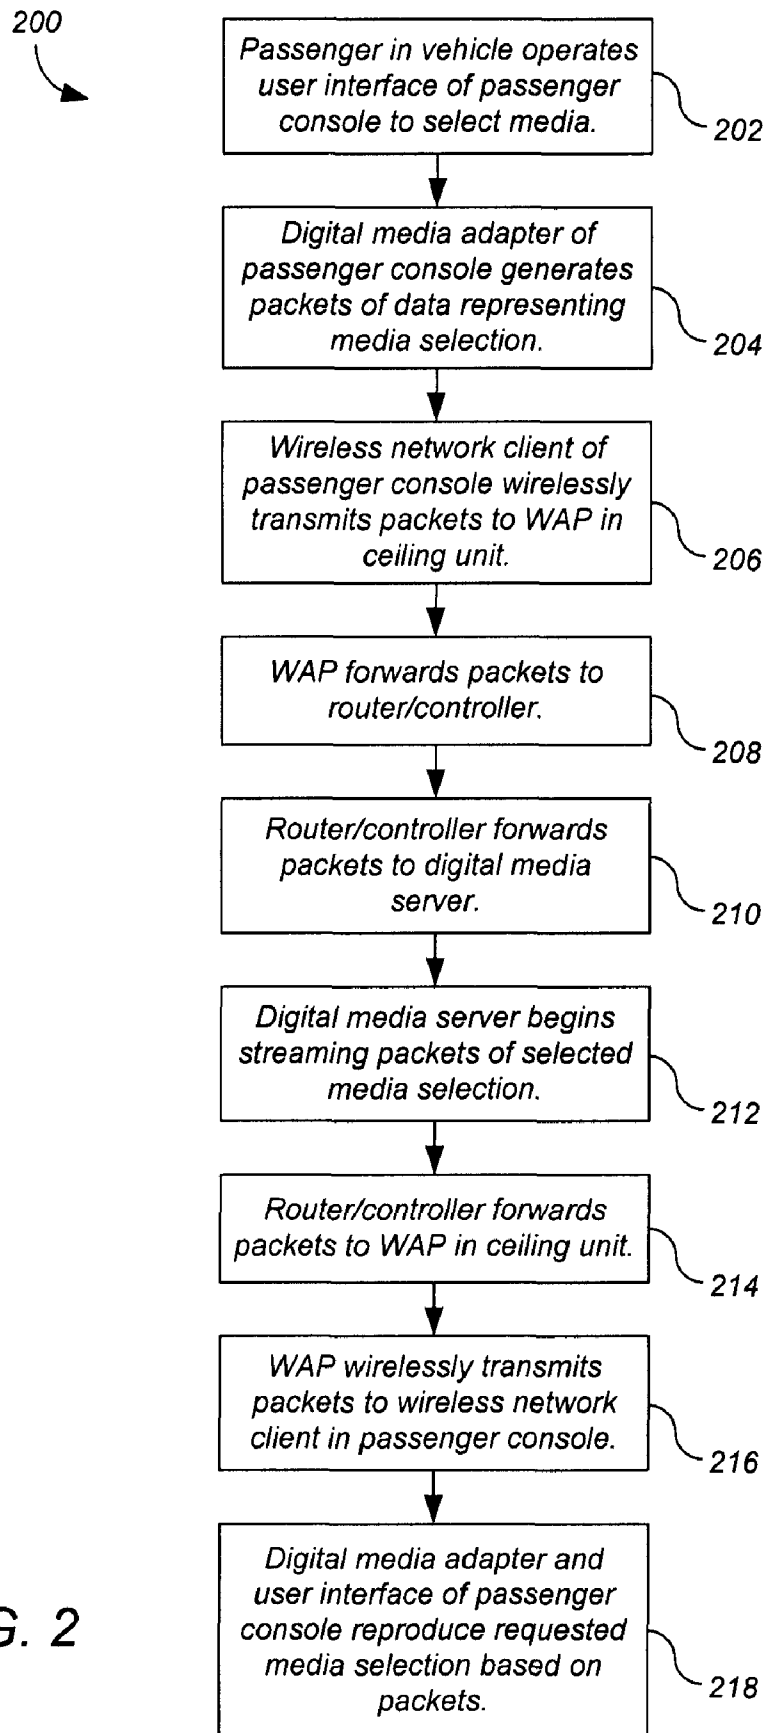 200
Passenger in vehicle operates
user interface of passenger
console to select media.
202
Digital media adapter of
passenger console generates
packets of data representing
media selection.
204
Wireless network client of
passenger console wirelessly
transmits packets to WAP in
ceiling unit.
206
WAP forwards packets to
router/controller.
208
Router/controller forwards
packets to digital media
server.
210
Digital media server begins
streaming packets of selected
media selection.
212
Router/controller forwards
packets to WAP in ceiling unit.
214
WAP wirelessly transmits
packets to wireless network
client in passenger console.
216
Digital media adapter and
user interface of passenger
console reproduce requested
media selection based on
packets.
218
G. 2